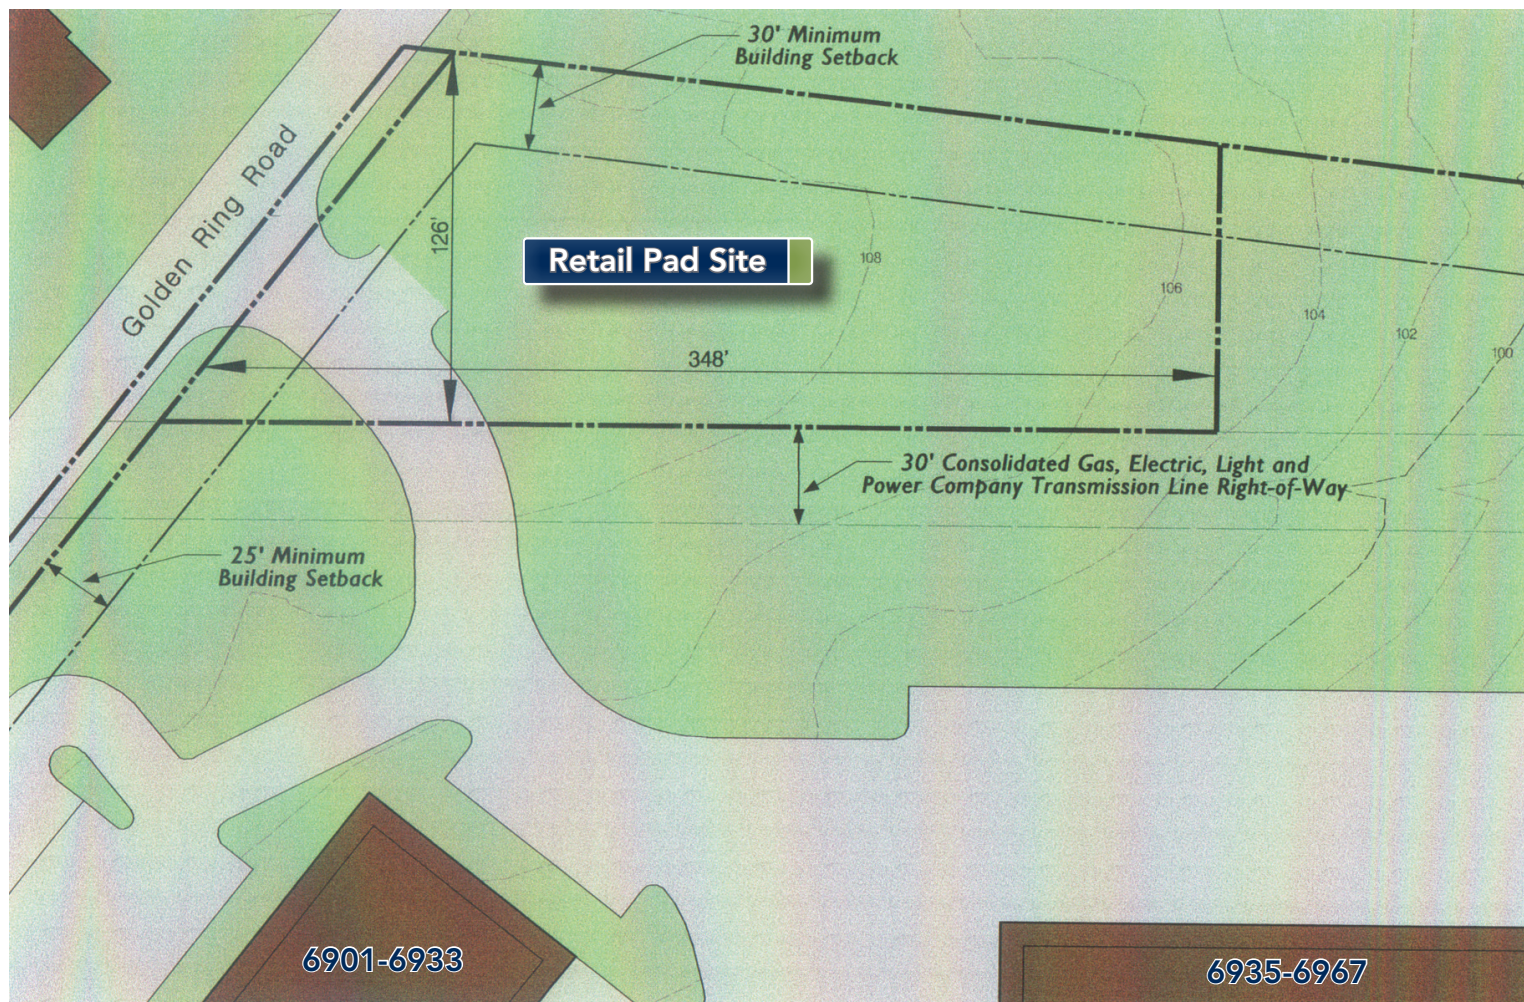 30' Minimum
Building Setback
Golden Ring Road
126'
Retail Pad Site
108
106
104
102
100
348'
30' Consolidated Gas, Electric, Light and
Power Company Transmission Line Right-of-Way
25' Minimum
Building Setback
6901-6933
6935-6967